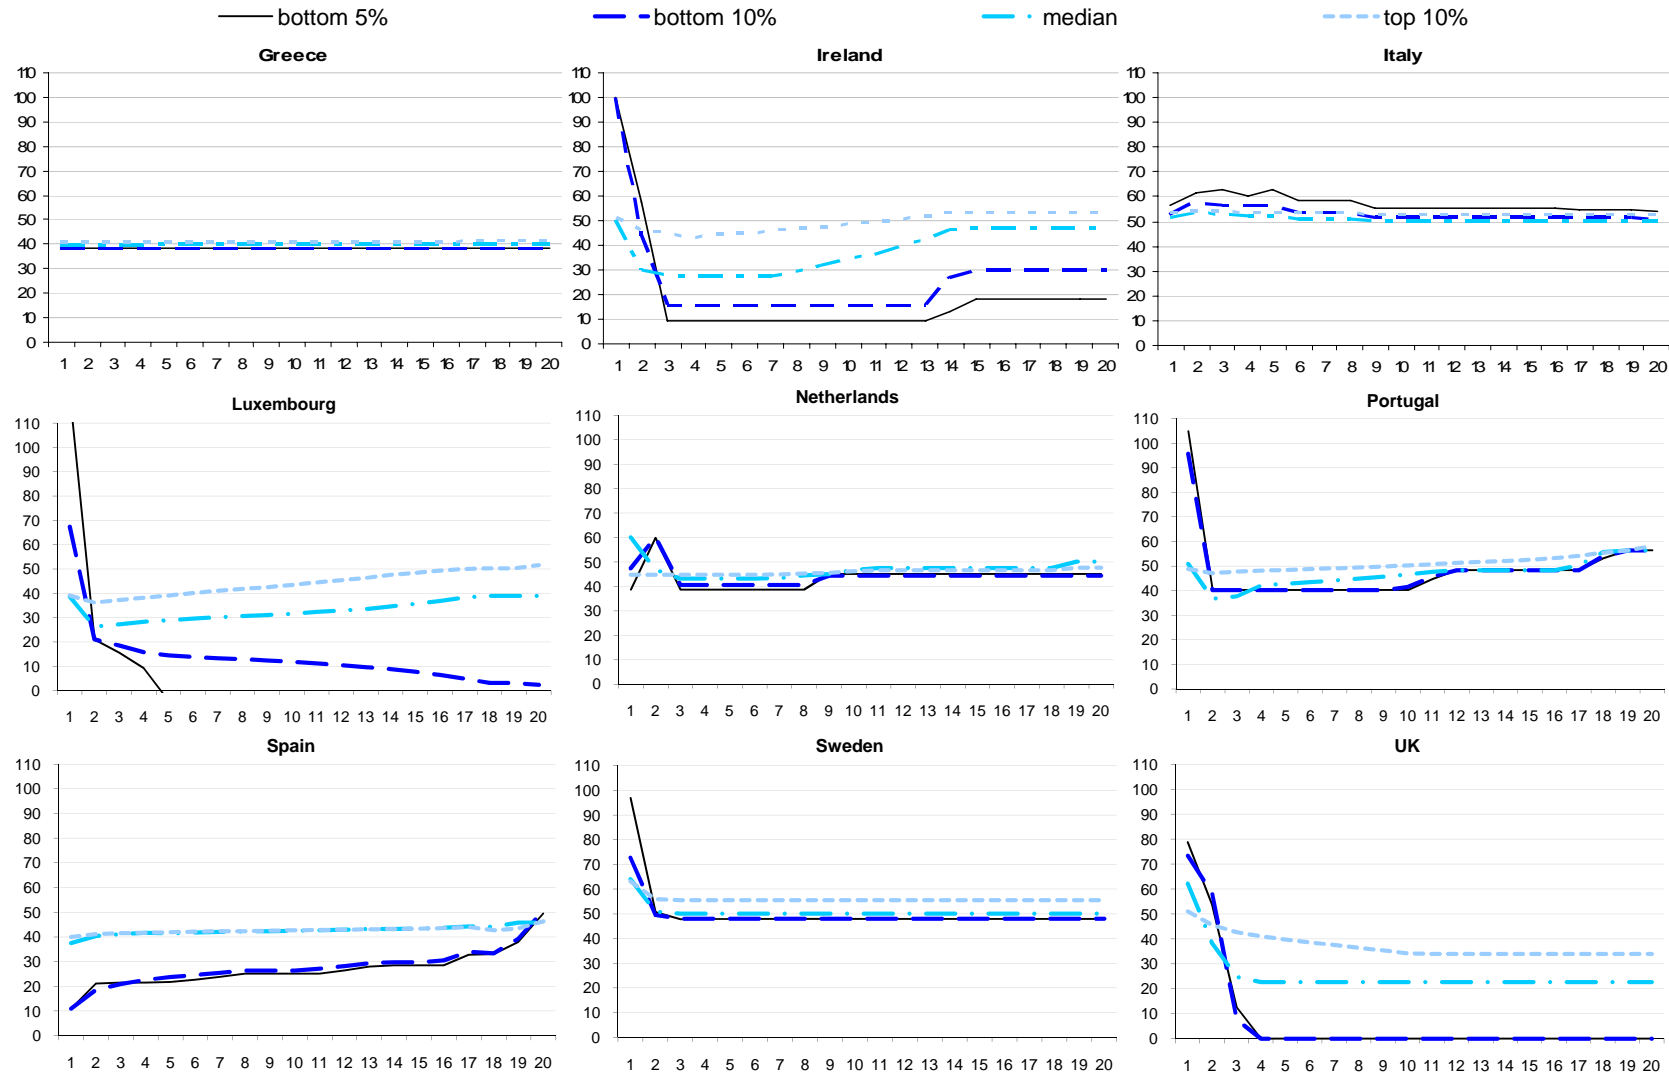 bottom 5% bottom 10% median top 10%
Greece Ireland Italy
110 110 110
100 100 100
90 90 90
80 80 80
70 70 70
60 60 60
50 50 50
40 40 40
30 30 30
20 20 20
10 10 10
0 0 0
1 2 3 4 5 6 7 8 9 10 11 12 13 14 15 16 17 18 19 20 1 2 3 4 5 6 7 8 9 10 11 12 13 14 15 16 17 18 19 20 1 2 3 4 5 6 7 8 9 10 11 12 13 14 15 16 17 18 19 20
Luxembourg Netherlands Portugal
110 110 110
100 100 100
90 90 90
80 80 80
70 70 70
60 60 60
50 50 50
40 40 40
30 30 30
20 20 20
10 10 10
0 0 0
1 2 3 4 5 6 7 8 9 10 11 12 13 14 15 16 17 18 19 20 1 2 3 4 5 6 7 8 9 10 11 12 13 14 15 16 17 18 19 20 1 2 3 4 5 6 7 8 9 10 11 12 13 14 15 16 17 18 19 20
Spain Sweden UK
110 110 110
100 100 100
90 90 90
80 80 80
70 70 70
60 60 60
50 50 50
40 40 40
30 30 30
20 20 20
10 10 10
0 0 0
1 2 3 4 5 6 7 8 9 10 11 12 13 14 15 16 17 18 19 20 1 2 3 4 5 6 7 8 9 10 11 12 13 14 15 16 17 18 19 20 1 2 3 4 5 6 7 8 9 10 11 12 13 14 15 16 17 18 19 20